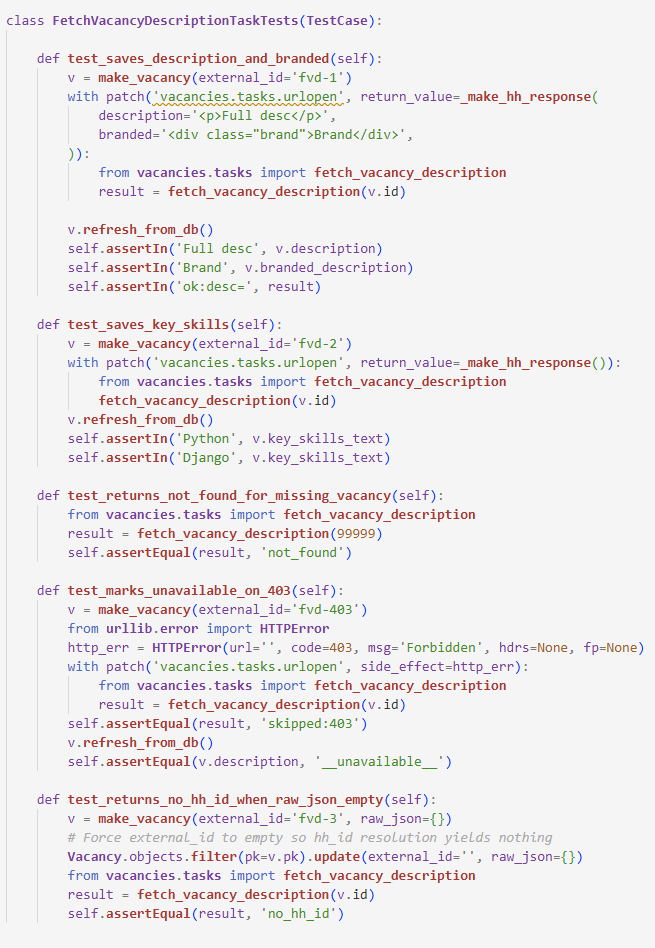 class FetchVacancyDescriptionTaskTests(TestCase):
def test_saves_description_and_branded(self):
v = make_vacancy(external_id='fvd-1')
with patch('vacancies.tasks.urlopen', return_value=_make_hh_response(
description='<p>Full desc</p>',
branded='<div class="brand">Brand</div>',
)):
from vacancies.tasks import fetch_vacancy_description
result = fetch_vacancy_description(v.id)
v.refresh_from_db()
self.assertIn('Full desc', v.description)
self.assertIn('Brand', v.branded_description)
self.assertIn('ok:desc=', result)
def test_saves_key_skills(self):
v = make_vacancy(external_id='fvd-2')
with patch('vacancies.tasks.urlopen', return_value=_make_hh_response()):
from vacancies.tasks import fetch_vacancy_description
fetch_vacancy_description(v.id)
v.refresh_from_db()
self.assertIn('Python', v.key_skills_text)
self.assertIn('Django', v.key_skills_text)
def test_returns_not_found_for_missing_vacancy(self):
from vacancies.tasks import fetch_vacancy_description
result = fetch_vacancy_description(99999)
self.assertEqual(result, 'not_found')
def test_marks_unavailable_on_403(self):
v = make_vacancy(external_id='fvd-403')
from urllib.error import HTTPError
http_err = HTTPError(url='', code=403, msg='Forbidden', hdrs=None, fp=None)
with patch('vacancies.tasks.urlopen', side_effect=http_err):
from vacancies.tasks import fetch_vacancy_description
result = fetch_vacancy_description(v.id)
self.assertEqual(result, 'skipped:403')
v.refresh_from_db()
self.assertEqual(v.description, '__unavailable__')
def test_returns_no_hh_id_when_raw_json_empty(self):
v = make_vacancy(external_id='fvd-3', raw_json={})
# Force external_id to empty so hh_id resolution yields nothing
Vacancy.objects.filter(pk=v.pk).update(external_id='', raw_json={})
from vacancies.tasks import fetch_vacancy_description
result = fetch_vacancy_description(v.id)
self.assertEqual(result, 'no_hh_id')